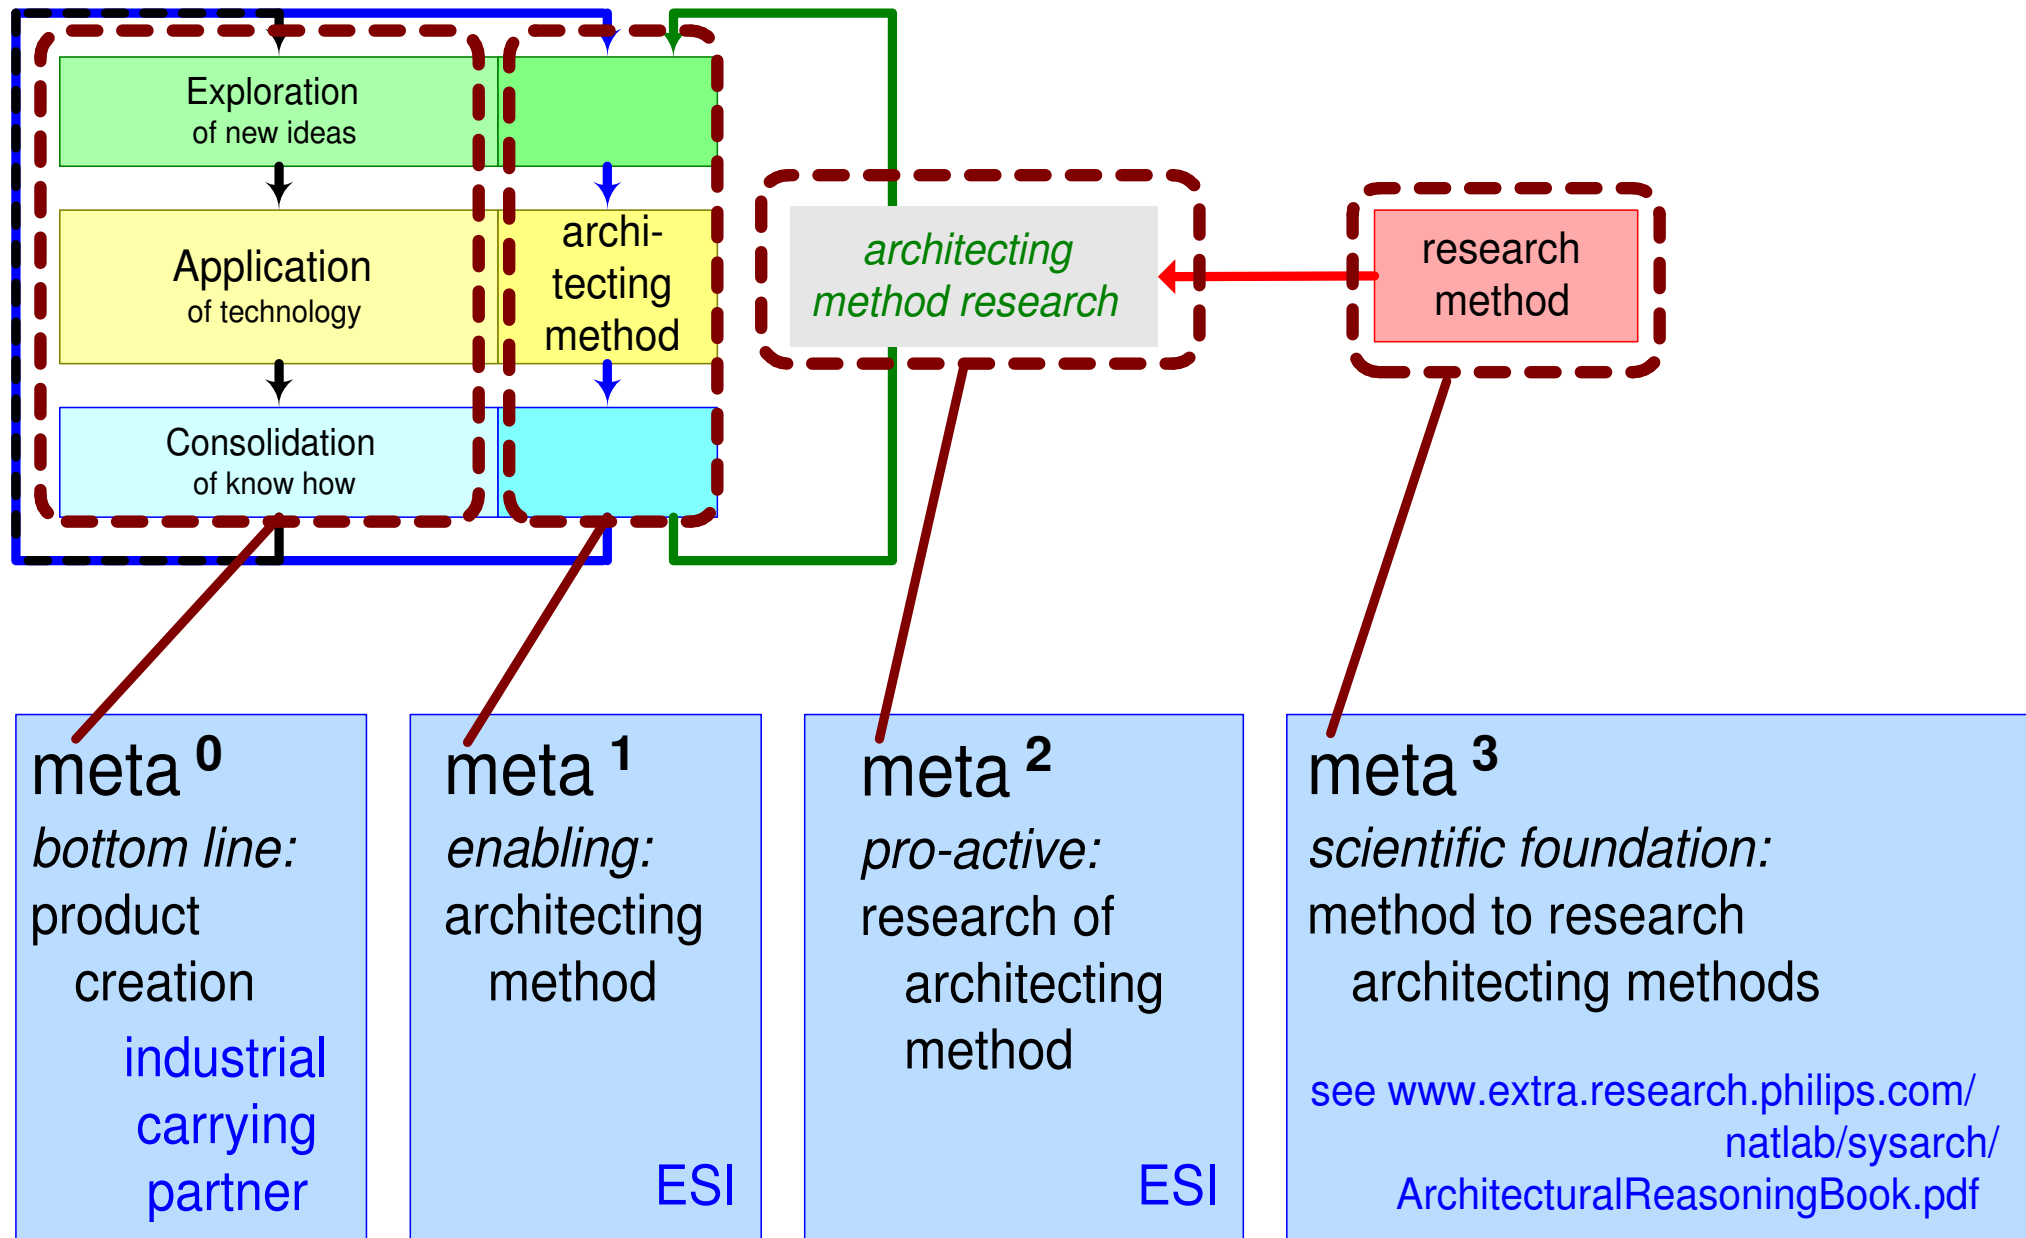 Exploration
of new ideas
Application
of technology
Consolidation
of know how
archi-
tecting
method
architecting
method research
research
method
meta 0
bottom line:
product
creation
industrial
carrying
partner
meta 1
enabling:
architecting
method
ESI
meta 2
pro-active:
research of
architecting
method
ESI
meta 3
scientific foundation:
method to research
architecting methods
see www.extra.research.philips.com/
natlab/sysarch/
ArchitecturalReasoningBook.pdf